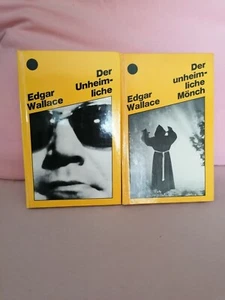 Der
Unheim-
liche
Edgar
Wallace
Der
unheim-
liche
Mönch
Edgar
Wallace